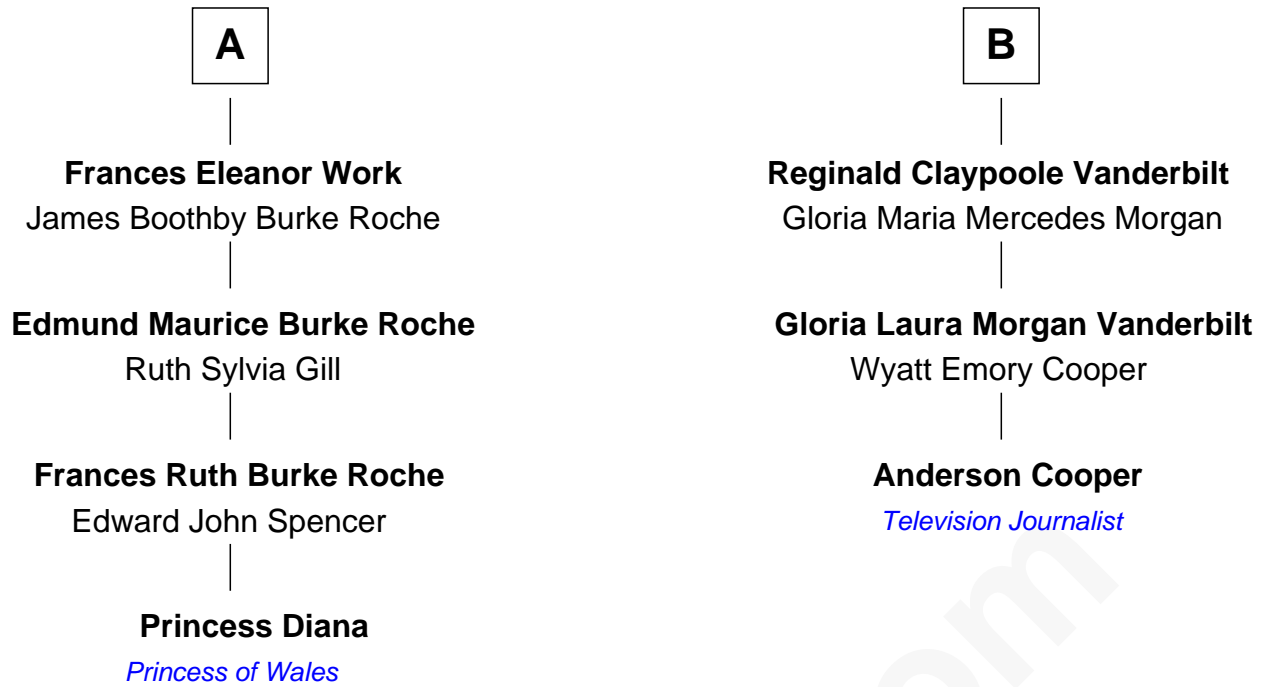 A
Frances Eleanor Work
James Boothby Burke Roche
Edmund Maurice Burke Roche
Ruth Sylvia Gill
Frances Ruth Burke Roche
Edward John Spencer
Princess Diana
Princess of Wales
B
Reginald Claypoole Vanderbilt
Gloria Maria Mercedes Morgan
Gloria Laura Morgan Vanderbilt
Wyatt Emory Cooper
Anderson Cooper
Television Journalist
om